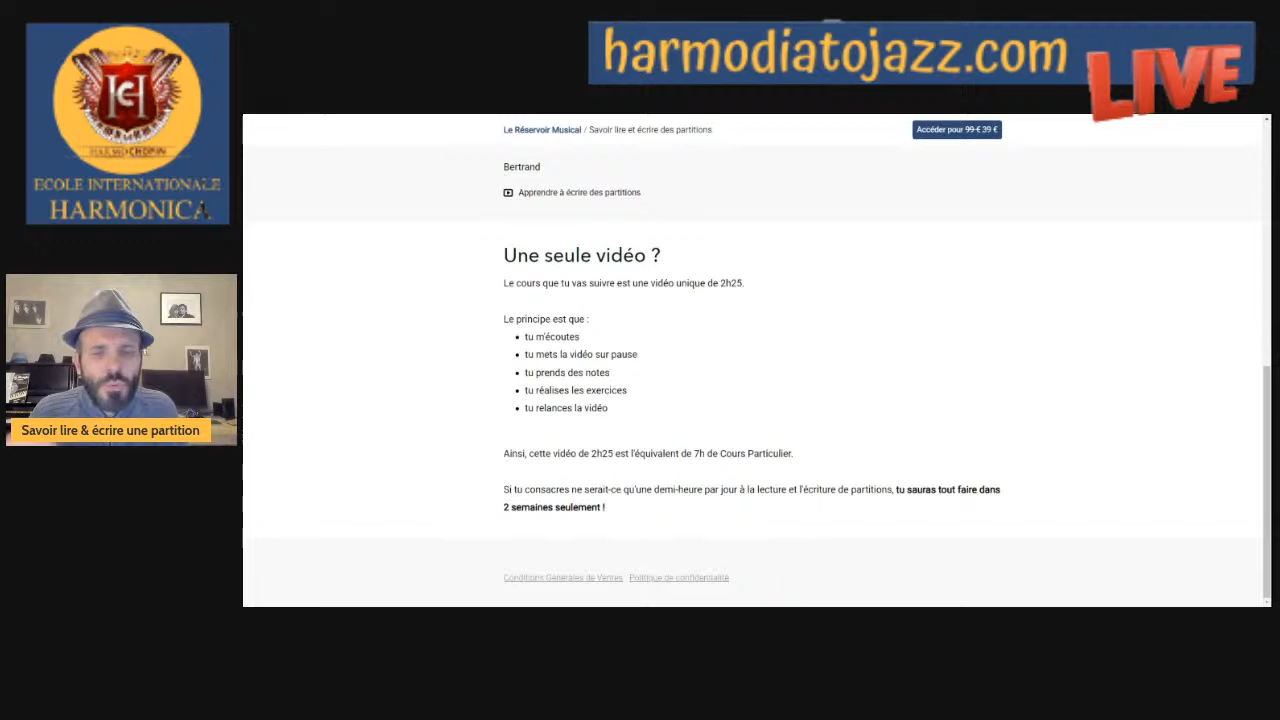 harmodiatojazz.com
LIVE
HC
HARMO CHOPIN
ECOLE INTERNATIONALE
HARMONICA
Le Réservoir Musical / Savoir lire et écrire des partitions
Accéder pour 99 € 39 €
Bertrand
Apprendre à écrire des partitions
Une seule vidéo ?
Le cours que tu vas suivre est une vidéo unique de 2h25.
Le principe est que :
• tu m'écoutes
• tu mets la vidéo sur pause
• tu prends des notes
• tu réalises les exercices
• tu relances la vidéo
Savoir lire & écrire une partition
Ainsi, cette vidéo de 2h25 est l'équivalent de 7h de Cours Particulier.
Si tu consacres ne serait-ce qu'une demi-heure par jour à la lecture et l'écriture de partitions, tu sauras tout faire dans
2 semaines seulement !
Conditions Générales de Ventes Politique de confidentialité